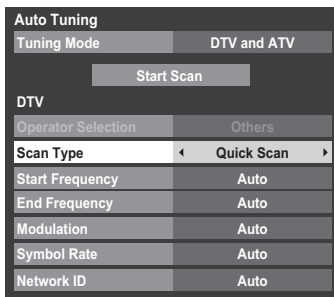 Auto Tuning
Tuning Mode DTV and ATV
Start Scan
DTV
Operator Selection Others
Scan Type Quick Scan
Start Frequency Auto
End Frequency Auto
Modulation Auto
Symbol Rate Auto
Network ID Auto